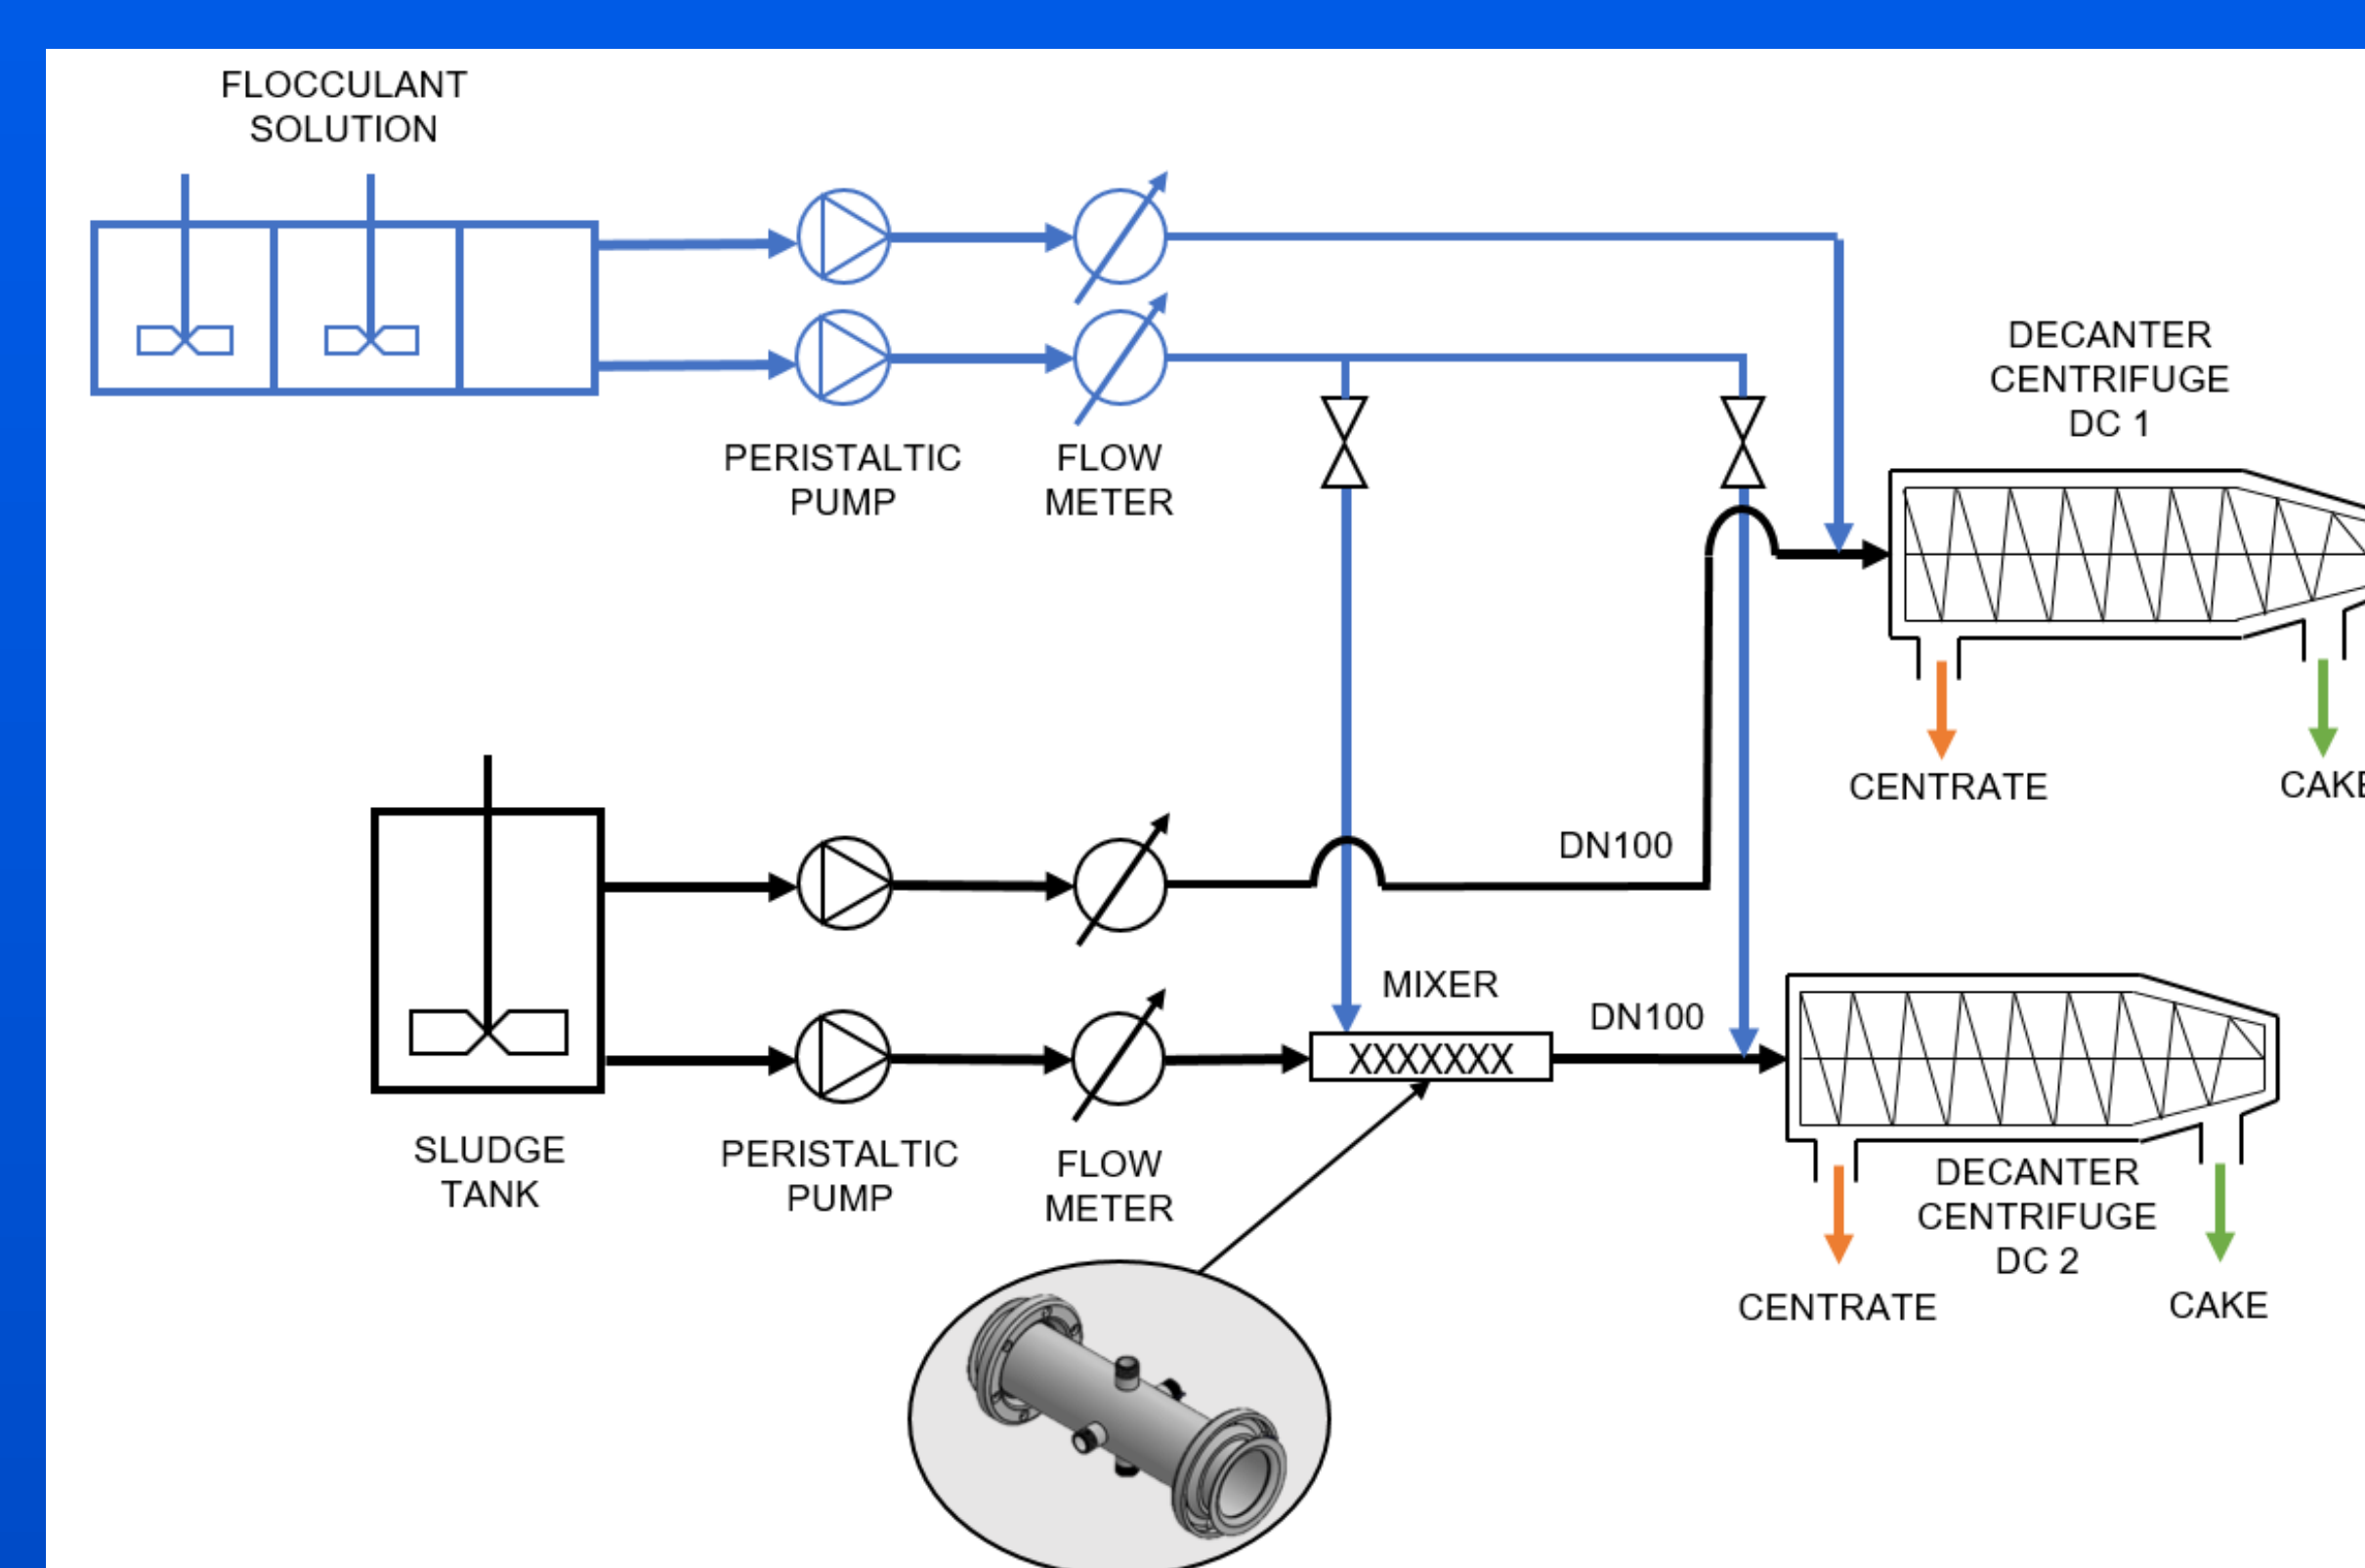 FLOCCULANT
SOLUTION
PERISTALTIC
PUMP
FLOW
METER
DECANTER
CENTRIFUGE
DC 1
CENTRATE
CAKE
DN100
MIXER
DN100
XXXXXXX
SLUDGE
TANK
PERISTALTIC
PUMP
FLOW
METER
DECANTER
CENTRIFUGE
DC 2
CENTRATE
CAKE